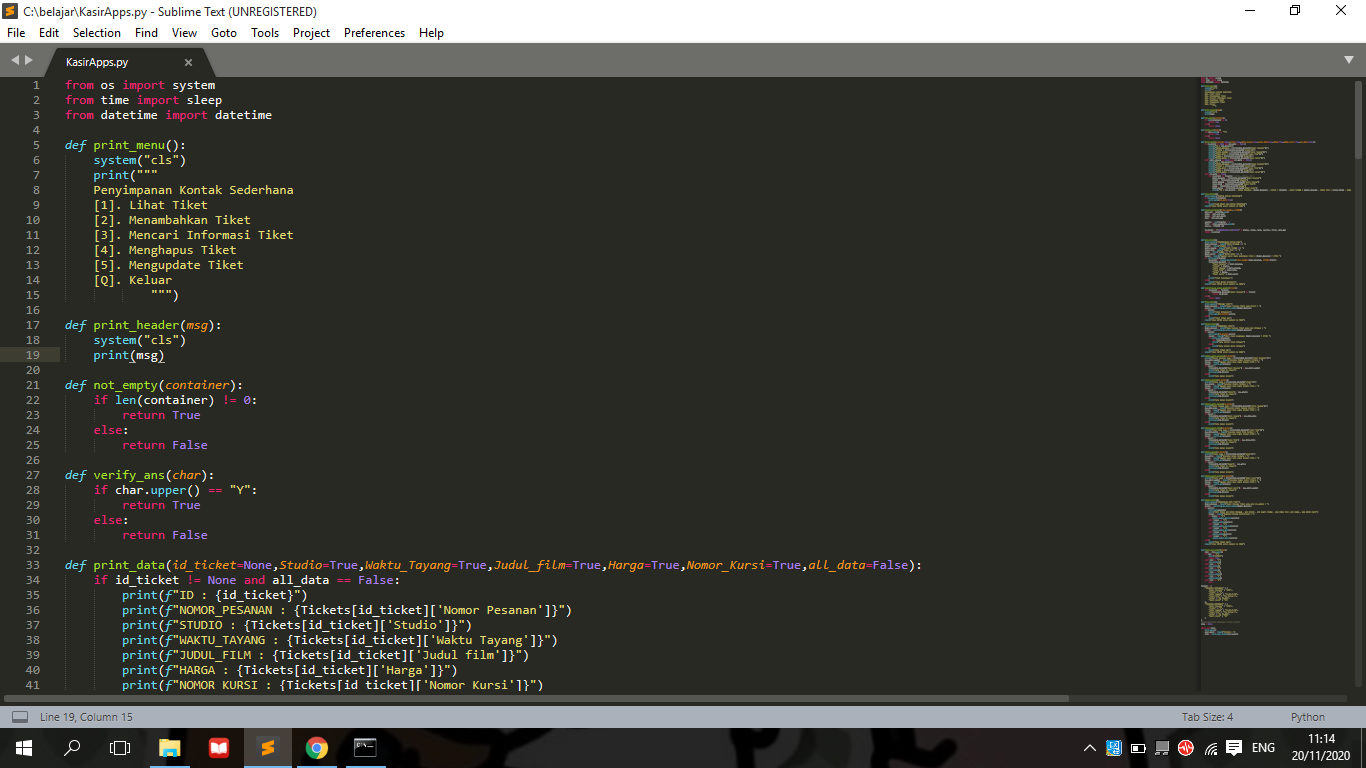 C:\belajar\KasirApps.py - Sublime Text (UNREGISTERED)
File Edit Selection Find View Goto Tools Project Preferences Help
KasirApps.py
1 from os import system
2 from time import sleep
3 from datetime import datetime
4
5 def print_menu():
6 system("cls")
7 print("""
8 Penyimpanan Kontak Sederhana
9 [1]. Lihat Tiket
10 [2]. Menambahkan Tiket
11 [3]. Mencari Informasi Tiket
12 [4]. Menghapus Tiket
13 [5]. Mengupdate Tiket
14 [Q]. Keluar
15 """)
16
17 def print_header(msg):
18 system("cls")
19 print(msg)
20
21 def not_empty(container):
22 if len(container) != 0:
23 return True
24 else:
25 return False
26
27 def verify_ans(char):
28 if char.upper() == "Y":
29 return True
30 else:
31 return False
32
33 def print_data(id_ticket=None,Studio=True,Waktu_Tayang=True,Judul_film=True,Harga=True,Nomor_Kursi=True,all_data=False):
34 if id_ticket != None and all_data == False:
35 print(f"ID : {id_ticket}")
36 print(f"NOMOR_PESANAN : {Tickets[id_ticket]['Nomor Pesanan']}")
37 print(f"STUDIO : {Tickets[id_ticket]['Studio']}")
38 print(f"WAKTU_TAYANG : {Tickets[id_ticket]['Waktu Tayang']}")
39 print(f"JUDUL_FILM : {Tickets[id_ticket]['Judul film']}")
40 print(f"HARGA : {Tickets[id_ticket]['Harga']}")
41 print(f"NOMOR_KURSI : {Tickets[id_ticket]['Nomor Kursi']}")
Line 19, Column 15
Tab Size: 4
Python
ENG
11:14
20/11/2020